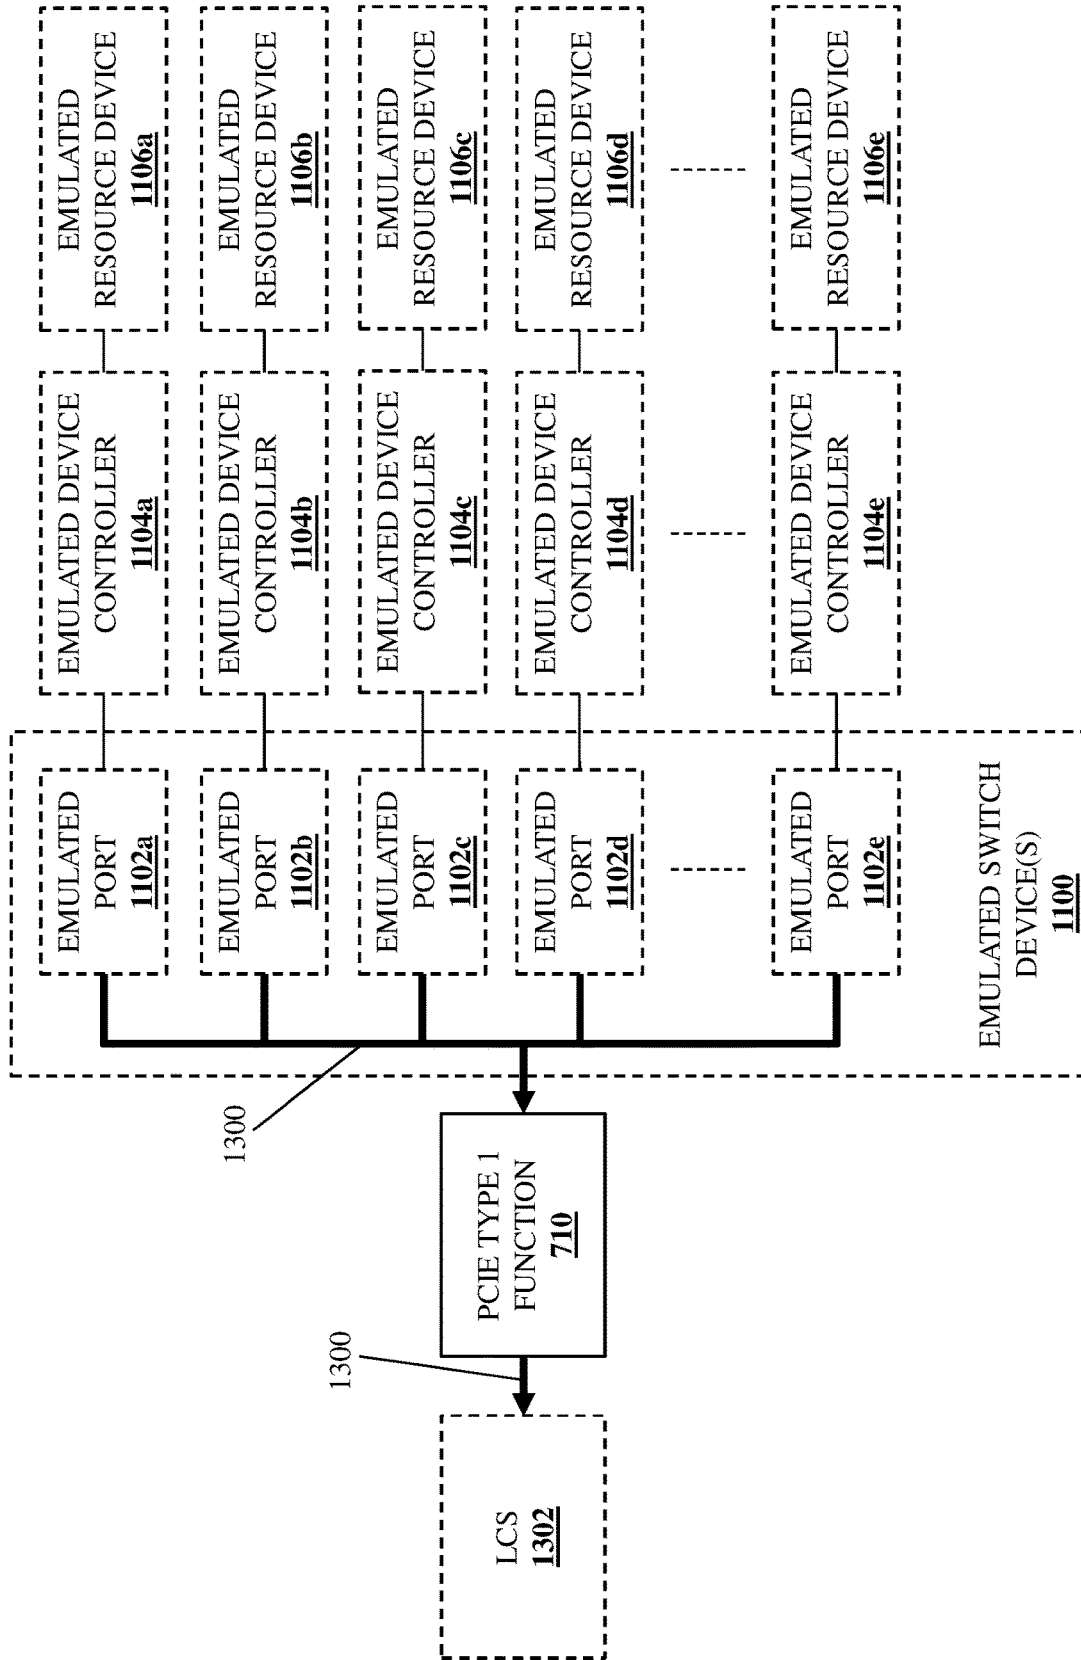 LCS
1302
1300
PCIE TYPE 1
FUNCTION
710
1300
EMULATED SWITCH
DEVICE(S)
1100
EMULATED
PORT
1102a
EMULATED DEVICE
CONTROLLER
1104a
EMULATED
RESOURCE DEVICE
1106a
EMULATED
PORT
1102b
EMULATED DEVICE
CONTROLLER
1104b
EMULATED
RESOURCE DEVICE
1106b
EMULATED
PORT
1102c
EMULATED DEVICE
CONTROLLER
1104c
EMULATED
RESOURCE DEVICE
1106c
EMULATED
PORT
1102d
EMULATED DEVICE
CONTROLLER
1104d
EMULATED
RESOURCE DEVICE
1106d
EMULATED
PORT
1102e
EMULATED DEVICE
CONTROLLER
1104e
EMULATED
RESOURCE DEVICE
1106e